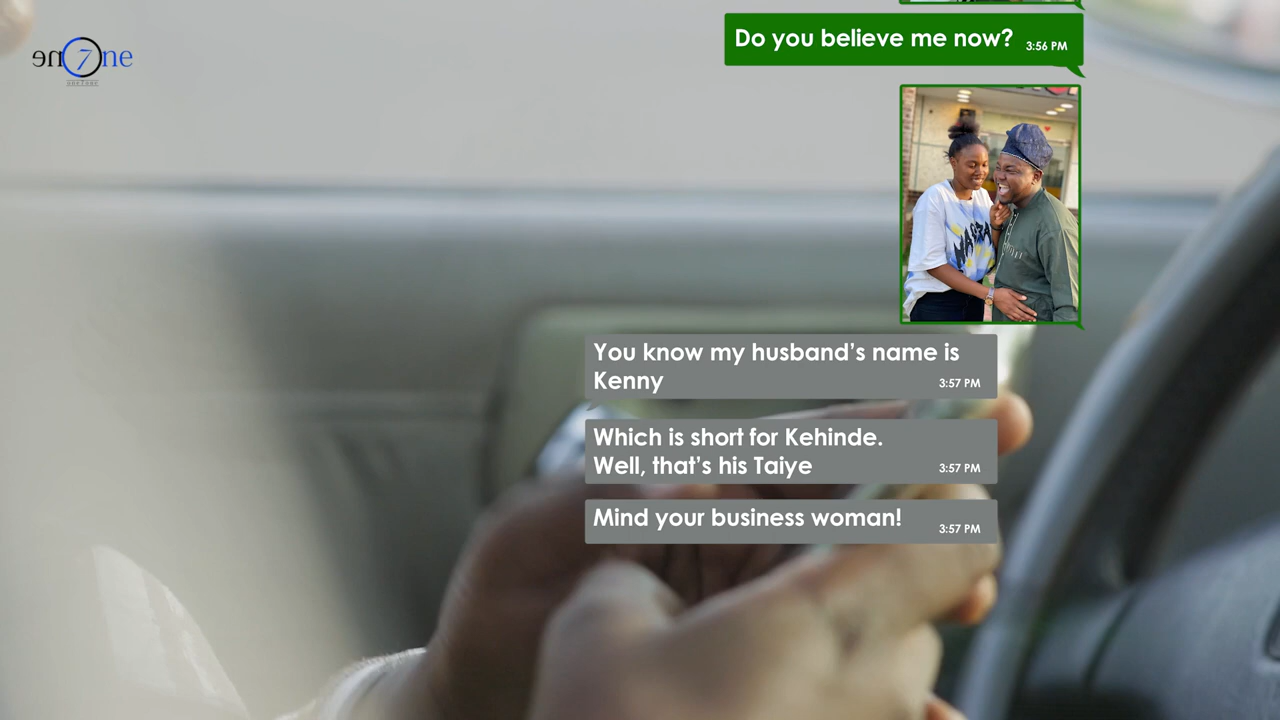 en7ne
Do you believe me now?
3:56 PM
You know my husband’s name is
Kenny
3:57 PM
Which is short for Kehinde.
Well, that’s his Taiye
3:57 PM
Mind your business woman!
3:57 PM